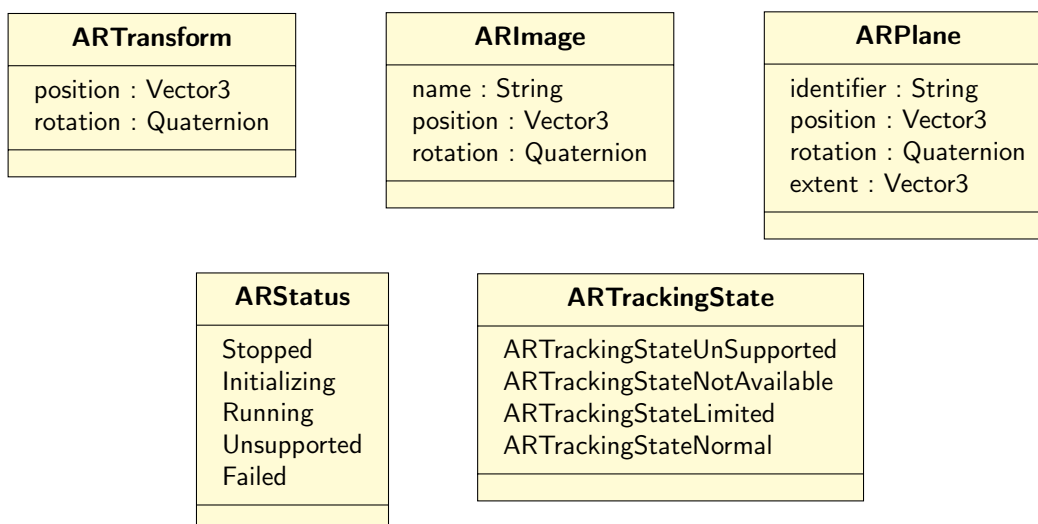 ARTransform
position : Vector3
rotation : Quaternion
ARImage
name : String
position : Vector3
rotation : Quaternion
ARPlane
identifier : String
position : Vector3
rotation : Quaternion
extent : Vector3
ARStatus
Stopped
Initializing
Running
Unsupported
Failed
ARTrackingState
ARTrackingStateUnSupported
ARTrackingStateNotAvailable
ARTrackingStateLimited
ARTrackingStateNormal